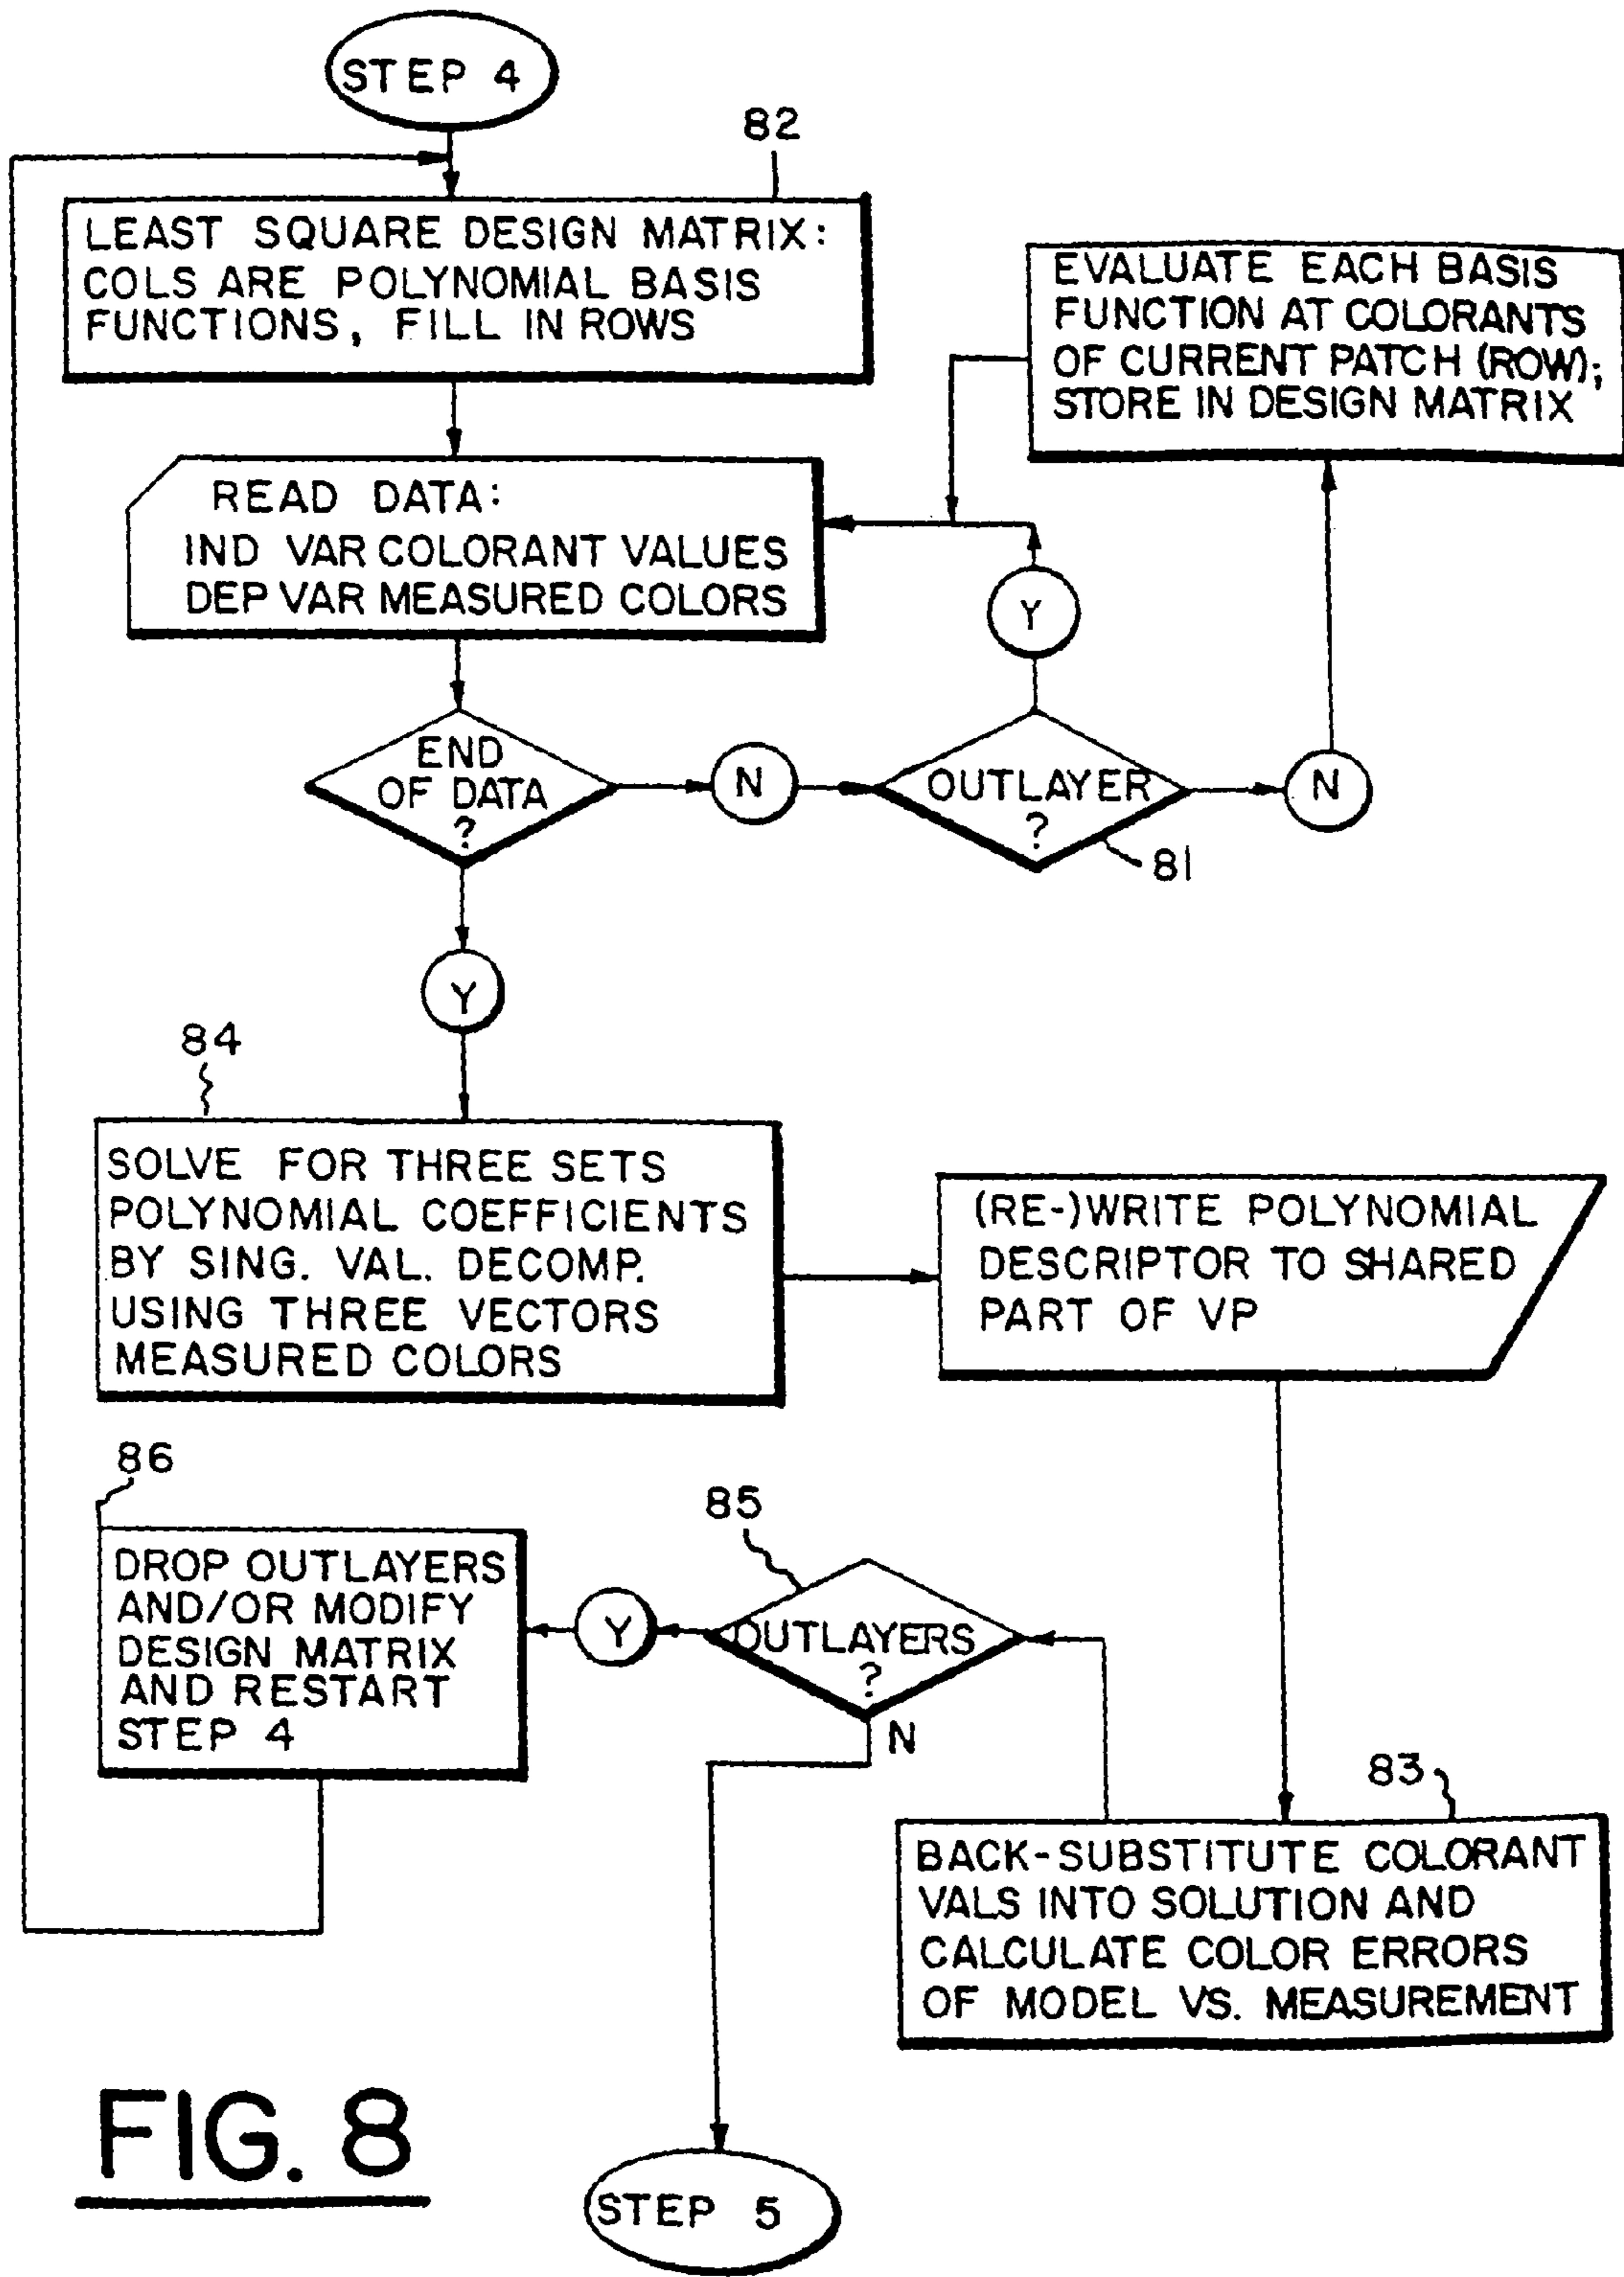 STEP 4
82
LEAST SQUARE DESIGN MATRIX:
COLS ARE POLYNOMIAL BASIS
FUNCTIONS, FILL IN ROWS
EVALUATE EACH BASIS
FUNCTION AT COLORANTS
OF CURRENT PATCH (ROW);
STORE IN DESIGN MATRIX
READ DATA:
IND VAR COLORANT VALUES
DEP VAR MEASURED COLORS
Y
END
OF DATA
?
N
OUTLAYER
?
N
81
Y
84
SOLVE FOR THREE SETS
POLYNOMIAL COEFFICIENTS
BY SING. VAL. DECOMP.
USING THREE VECTORS
MEASURED COLORS
(RE-)WRITE POLYNOMIAL
DESCRIPTOR TO SHARED
PART OF VP
86
DROP OUTLAYERS
AND/OR MODIFY
DESIGN MATRIX
AND RESTART
STEP 4
85
Y
OUTLAYERS
?
N
83
BACK-SUBSTITUTE COLORANT
VALS INTO SOLUTION AND
CALCULATE COLOR ERRORS
OF MODEL VS. MEASUREMENT
FIG. 8
STEP 5